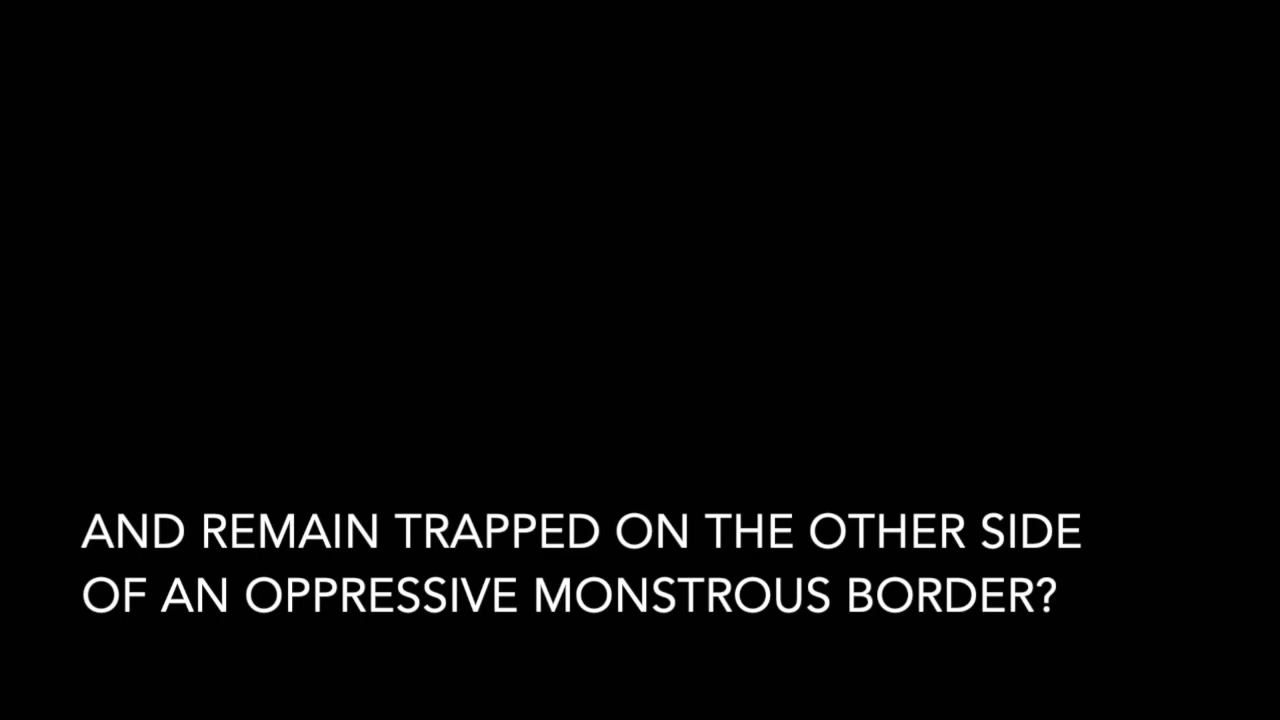 AND REMAIN TRAPPED ON THE OTHER SIDE
OF AN OPPRESSIVE MONSTROUS BORDER?